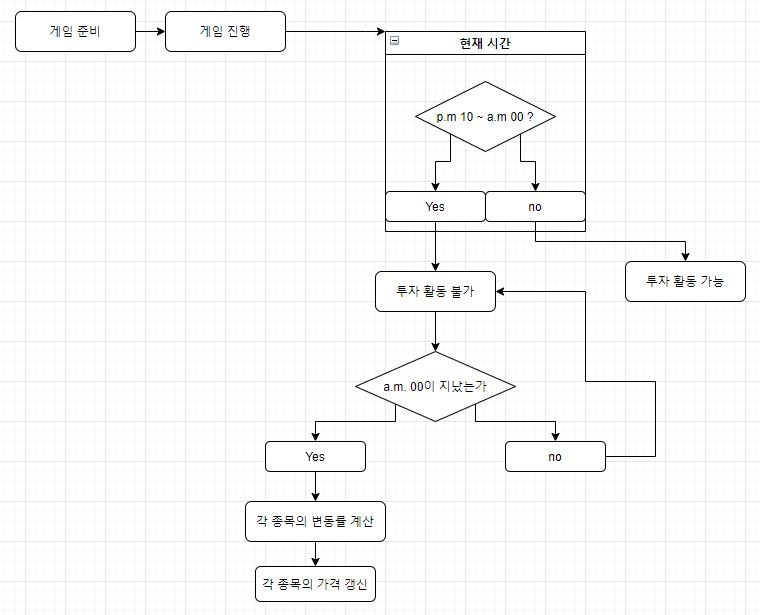 게임 준비
게임 진행
현재 시간
p.m 10 ~ a.m 00 ?
Yes
no
투자 활동 불가
투자 활동 가능
a.m. 00이 지났는가
Yes
no
각 종목의 변동률 계산
각 종목의 가격 갱신